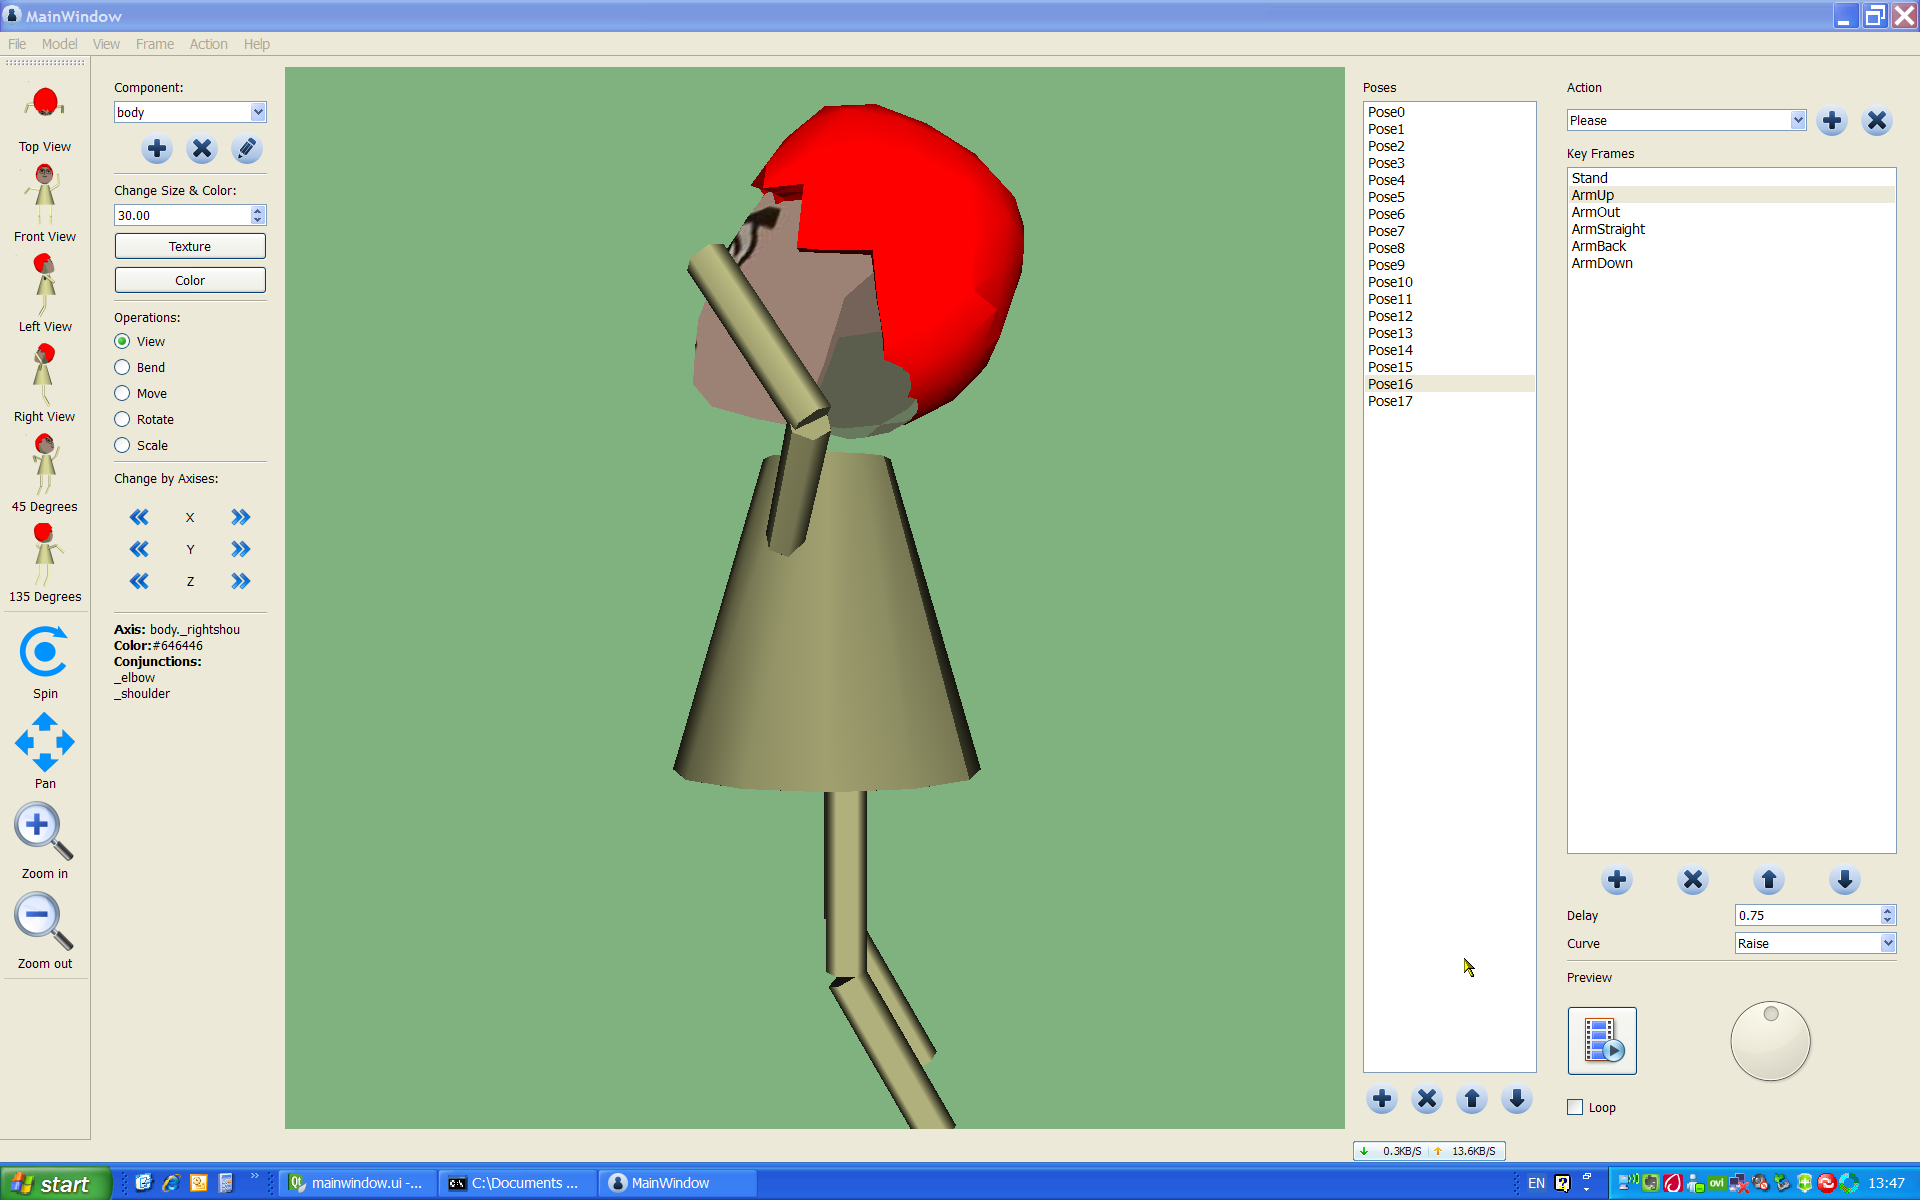 MainWindow
File Model View Frame Action Help
Top View
Front View
Left View
Right View
45 Degrees
135 Degrees
Spin
Pan
Zoom in
Zoom out
Component:
body
Change Size & Color:
30.00
Texture
Color
Operations:
View
Bend
Move
Rotate
Scale
Change by Axises:
X
Y
Z
Axis: body._rightshou
Color:#646446
Conjunctions:
_elbow
_shoulder
Poses
Pose0
Pose1
Pose2
Pose3
Pose4
Pose5
Pose6
Pose7
Pose8
Pose9
Pose10
Pose11
Pose12
Pose13
Pose14
Pose15
Pose16
Pose17
Action
Please
Key Frames
Stand
ArmUp
ArmOut
ArmStraight
ArmBack
ArmDown
Delay
0.75
Curve
Raise
Preview
Loop
0.3KB/S 13.6KB/S
start
mainwindow.ui -...
C:\Documents ...
MainWindow
EN
ovi
13:47